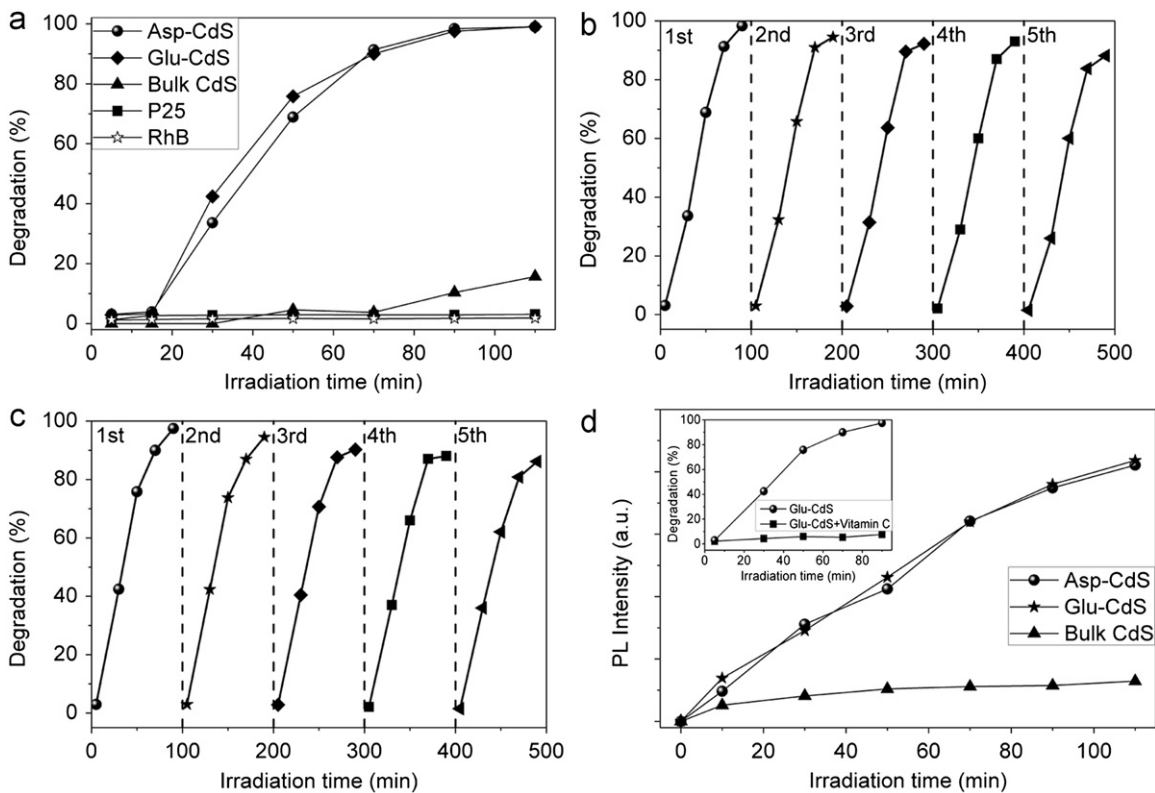 a
Asp-CdS
Glu-CdS
Bulk CdS
P25
RhB
Degradation (%)
100
80
60
40
20
0
0 20 40 60 80 100
Irradiation time (min)
b
1st 2nd 3rd 4th 5th
Degradation (%)
100
80
60
40
20
0
0 100 200 300 400 500
Irradiation time (min)
c
1st 2nd 3rd 4th 5th
Degradation (%)
100
80
60
40
20
0
0 100 200 300 400 500
Irradiation time (min)
d
PL Intensity (a.u.)
Degradation (%)
100
80
60
40
20
0
Glu-CdS
Glu-CdS+Vitamin C
0 20 40 60 80
Irradiation time (min)
Asp-CdS
Glu-CdS
Bulk CdS
0 20 40 60 80 100
Irradiation time (min)